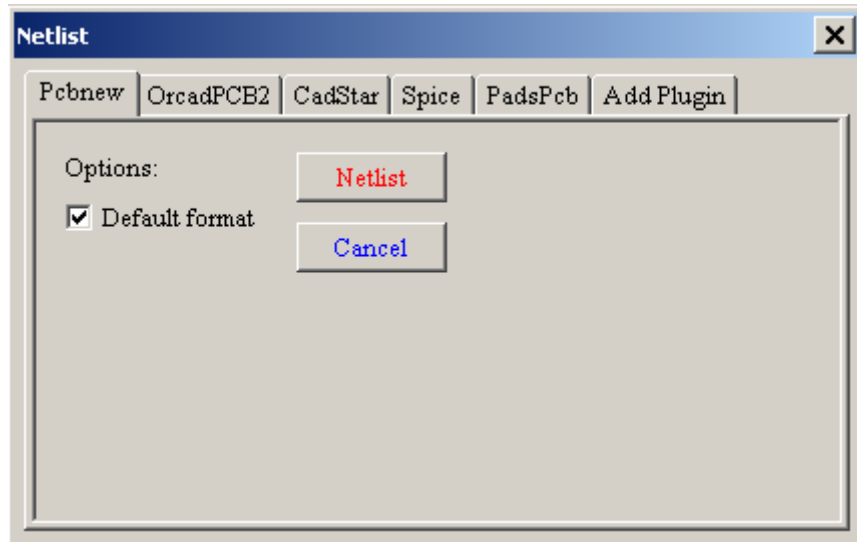 Netlist
Pcbnew OrcadPCB2 CadStar Spice PadsPcb Add Plugin
Options:
Netlist
Default format
Cancel